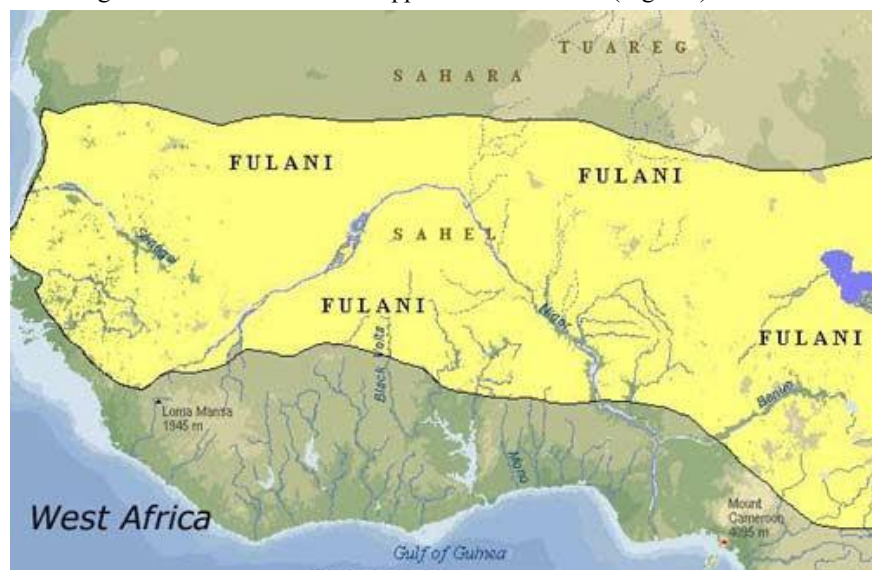 TUAREG
SAHARA
FULANI
FULANI
Senegal
SAHEL
FULANI
Niger
Black Volta
FULANI
Benue
Loma Mansa
1945 m
Mono
Mount
Cameroon
4095 m
West Africa
Gulf of Guinea